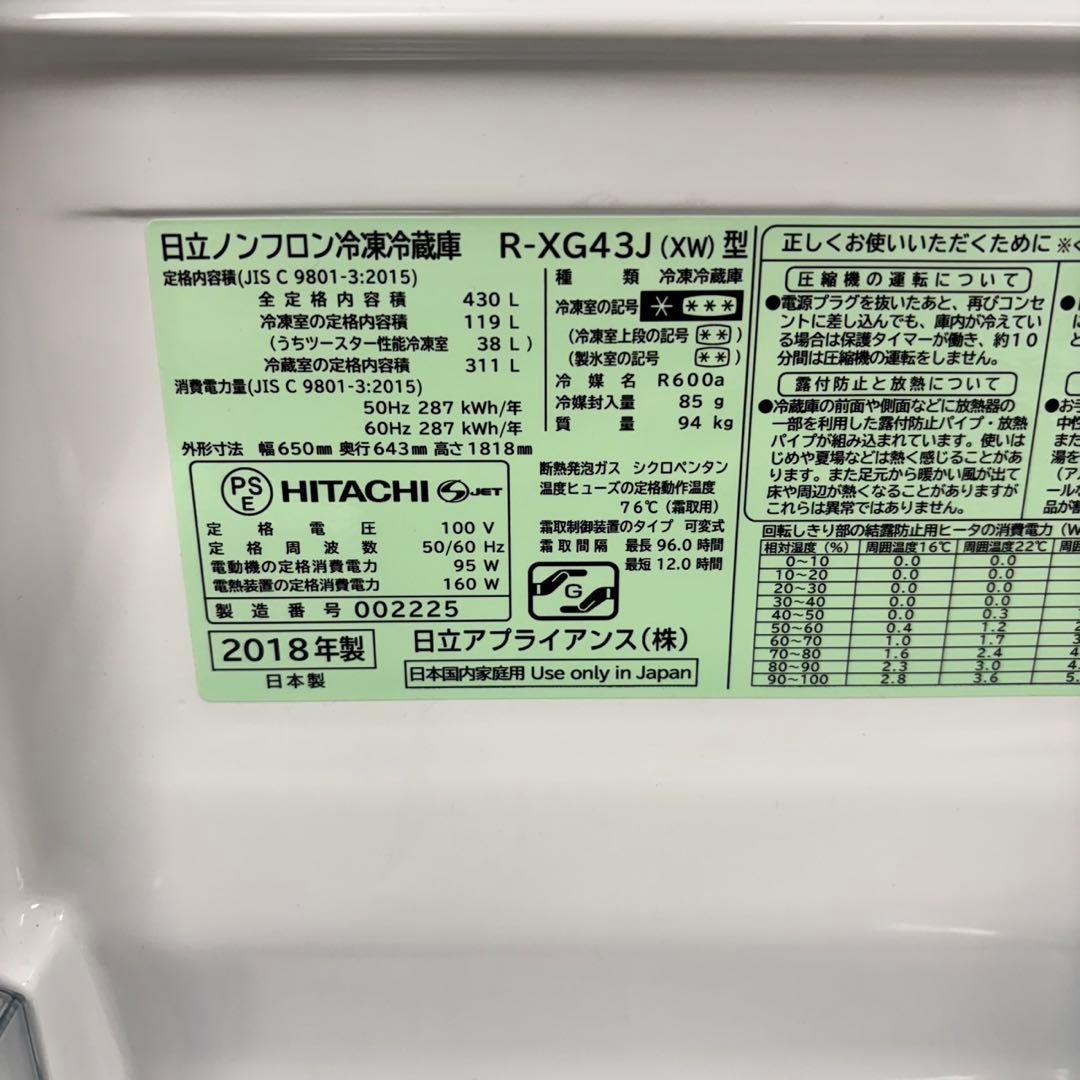 日立ノンフロン冷凍冷蔵庫 R-XG43J(XW)型
定格内容積(JIS C 9801-3:2015)
全定格内容積 430 L
冷凍室の定格内容積 119 L
(うちツースター性能冷凍室 38 L)
冷蔵室の定格内容積 311 L
消費電力量(JIS C 9801-3:2015)
50Hz 287 kWh/年
60Hz 287 kWh/年
外形寸法 幅650mm 奥行643mm 高さ1818mm
種類 冷凍冷蔵庫
冷凍室の記号 * ***
(冷凍室上段の記号 **)
(製氷室の記号 **)
冷媒名 R600a
冷媒封入量 85 g
質量 94 kg
PS
E
HITACHI S JET
定格電圧 100 V
定格周波数 50/60 Hz
電動機の定格消費電力 95 W
電熱装置の定格消費電力 160 W
製造番号 002225
2018年製
日本製
断熱発泡ガス シクロペンタン
温度ヒューズの定格動作温度
76℃(霜取用)
霜取制御装置のタイプ 可変式
霜取間隔 最長 96.0 時間
最短 12.0 時間
G
日立アプライアンス(株)
日本国内家庭用 Use only in Japan
正しくお使いいただくために ※
圧縮機の運転について
●電源プラグを抜いたあと、再びコンセ
ントに差し込んでも、庫内が冷えてい
る場合は保護タイマーが働き、約10
分間は圧縮機の運転をしません。
露付防止と放熱について
●冷蔵庫の前面や側面などに放熱器の
一部を利用した露付防止パイプ・放熱
パイプが組み込まれています。使いは
じめや夏場などは熱く感じることがあ
ります。また足元から暖かい風が出て
床や周辺が熱くなることがありますが
これらは異常ではありません。
●お手
中性
また
湯を
(ア
ールな
品が割
回転しきり部の結露防止用ヒータの消費電力(W
相対湿度(%) 周囲温度16℃ 周囲温度22℃ 周囲
0〜10 0.0 0.0
10〜20 0.0 0.0
20〜30 0.0 0.0
30〜40 0.0 0.0
40〜50 0.0 0.3
50〜60 0.4 1.2
60〜70 1.0 1.7
70〜80 1.6 2.4
80〜90 2.3 3.0
90〜100 2.8 3.6